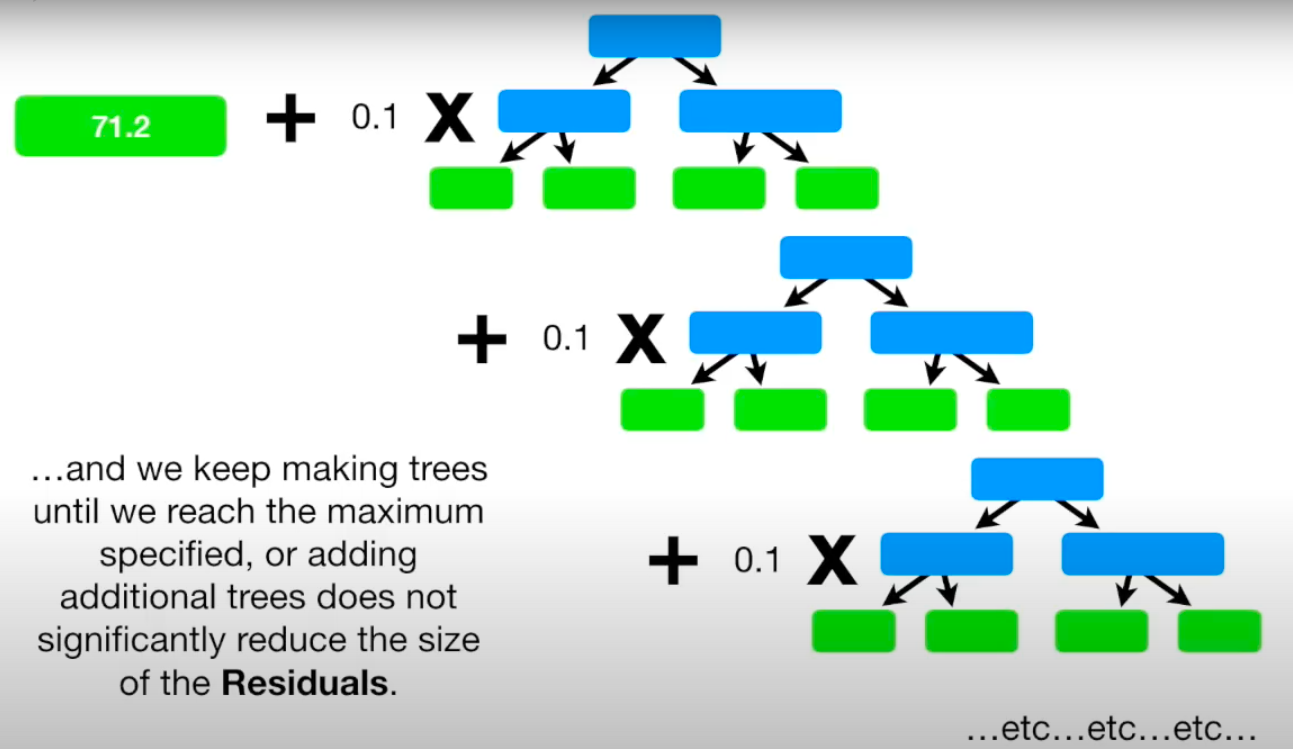 71.2
+ 0.1 X
+ 0.1 X
…and we keep making trees
until we reach the maximum
specified, or adding
additional trees does not
significantly reduce the size
of the Residuals.
+ 0.1 X
…etc…etc…etc…